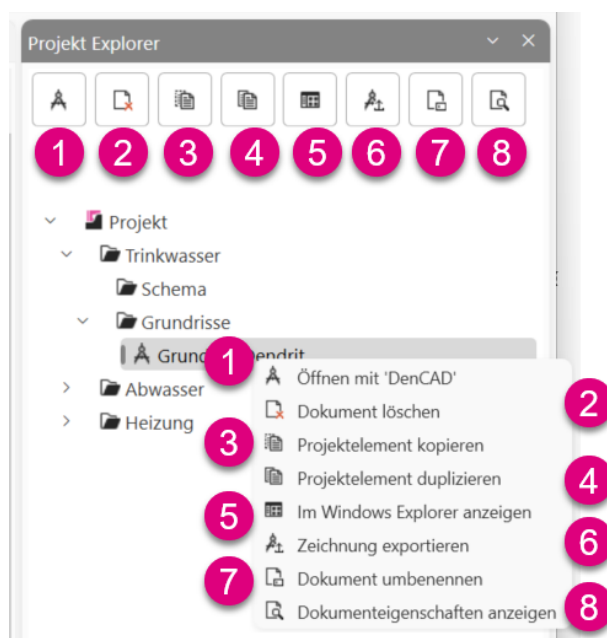 Projekt Explorer
1 2 3 4 5 6 7 8
Projekt
Trinkwasser
Schema
Grundrisse
1
Öffnen mit 'DenCAD'
Abwasser
Dokument löschen 2
Heizung
3 Projektelement kopieren
Projektelement duplizieren 4
5 Im Windows Explorer anzeigen
Zeichnung exportieren 6
7 Dokument umbenennen
Dokumenteigenschaften anzeigen 8